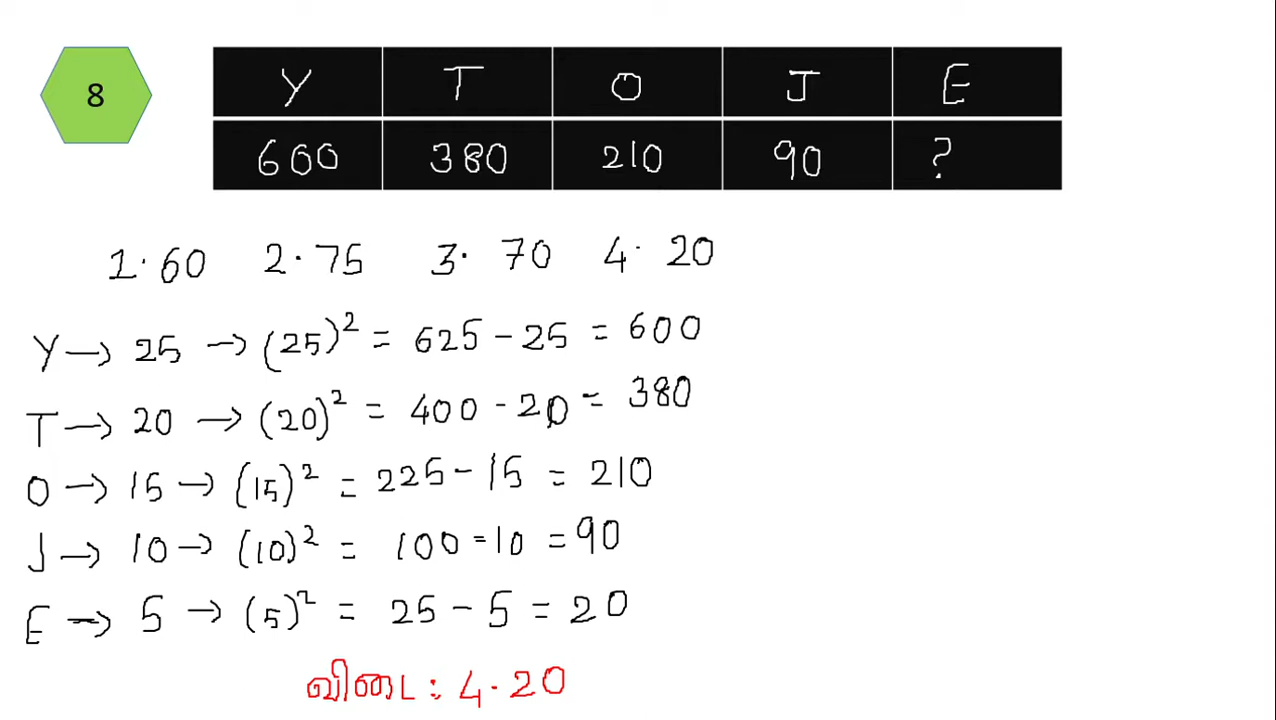 8
Y T O J E
600 380 210 90 ?
1. 60 2. 75 3. 70 4. 20
Y → 25 → (25)² = 625 - 25 = 600
T → 20 → (20)² = 400 - 20 = 380
O → 15 → (15)² = 225 - 15 = 210
J → 10 → (10)² = 100 - 10 = 90
E → 5 → (5)² = 25 - 5 = 20
விடை : 4. 20